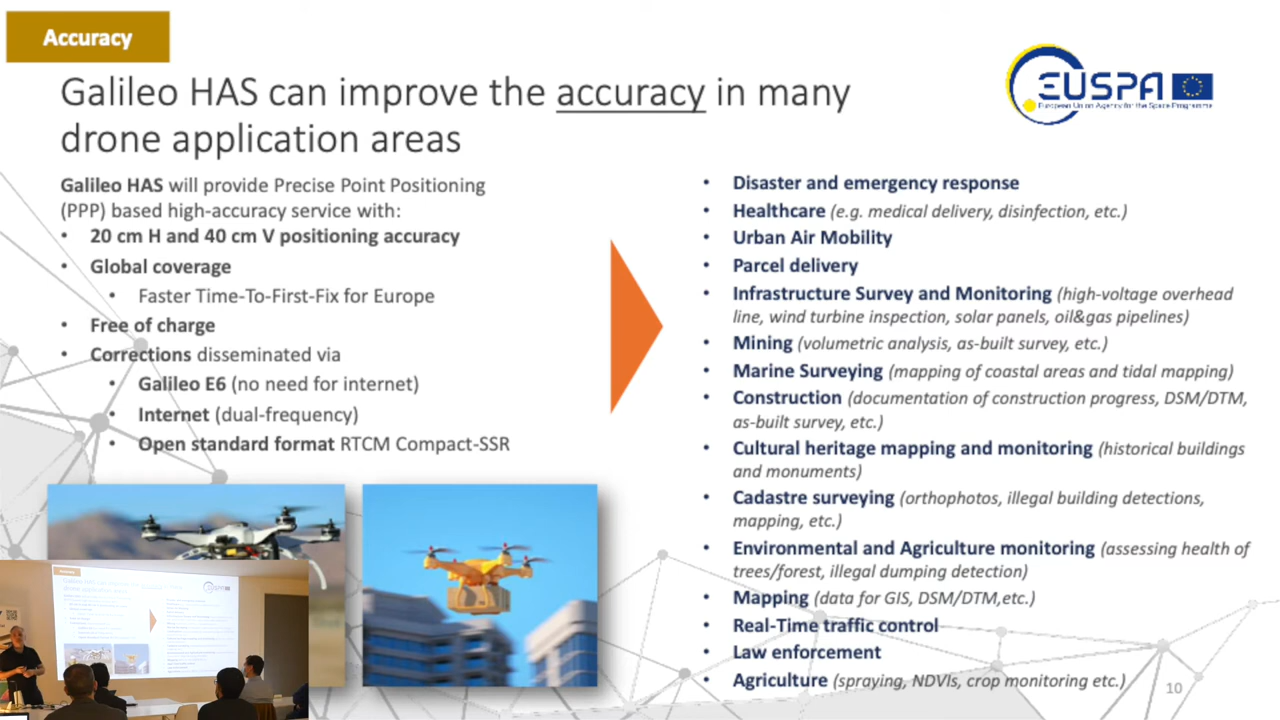 Accuracy
Galileo HAS can improve the accuracy in many
drone application areas
EUSPA
European Union Agency for the Space Programme
Galileo HAS will provide Precise Point Positioning
(PPP) based high-accuracy service with:
• 20 cm H and 40 cm V positioning accuracy
• Global coverage
• Faster Time-To-First-Fix for Europe
• Free of charge
• Corrections disseminated via
• Galileo E6 (no need for internet)
• Internet (dual-frequency)
• Open standard format RTCM Compact-SSR
• Disaster and emergency response
• Healthcare (e.g. medical delivery, disinfection, etc.)
• Urban Air Mobility
• Parcel delivery
• Infrastructure Survey and Monitoring (high-voltage overhead
line, wind turbine inspection, solar panels, oil&gas pipelines)
• Mining (volumetric analysis, as-built survey, etc.)
• Marine Surveying (mapping of coastal areas and tidal mapping)
• Construction (documentation of construction progress, DSM/DTM,
as-built survey, etc.)
• Cultural heritage mapping and monitoring (historical buildings
and monuments)
• Cadastre surveying (orthophotos, illegal building detections,
mapping, etc.)
• Environmental and Agriculture monitoring (assessing health of
trees/forest, illegal dumping detection)
• Mapping (data for GIS, DSM/DTM,etc.)
• Real-Time traffic control
• Law enforcement
• Agriculture (spraying, NDVIs, crop monitoring etc.)
10